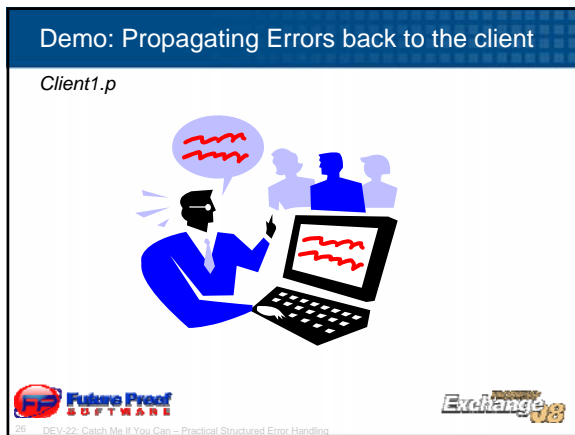 Demo: Propagating Errors back to the client
Client1.p
Future Proof
SOFTWARE
Exchange 08
26 DEV-22: Catch Me If You Can – Practical Structured Error Handling